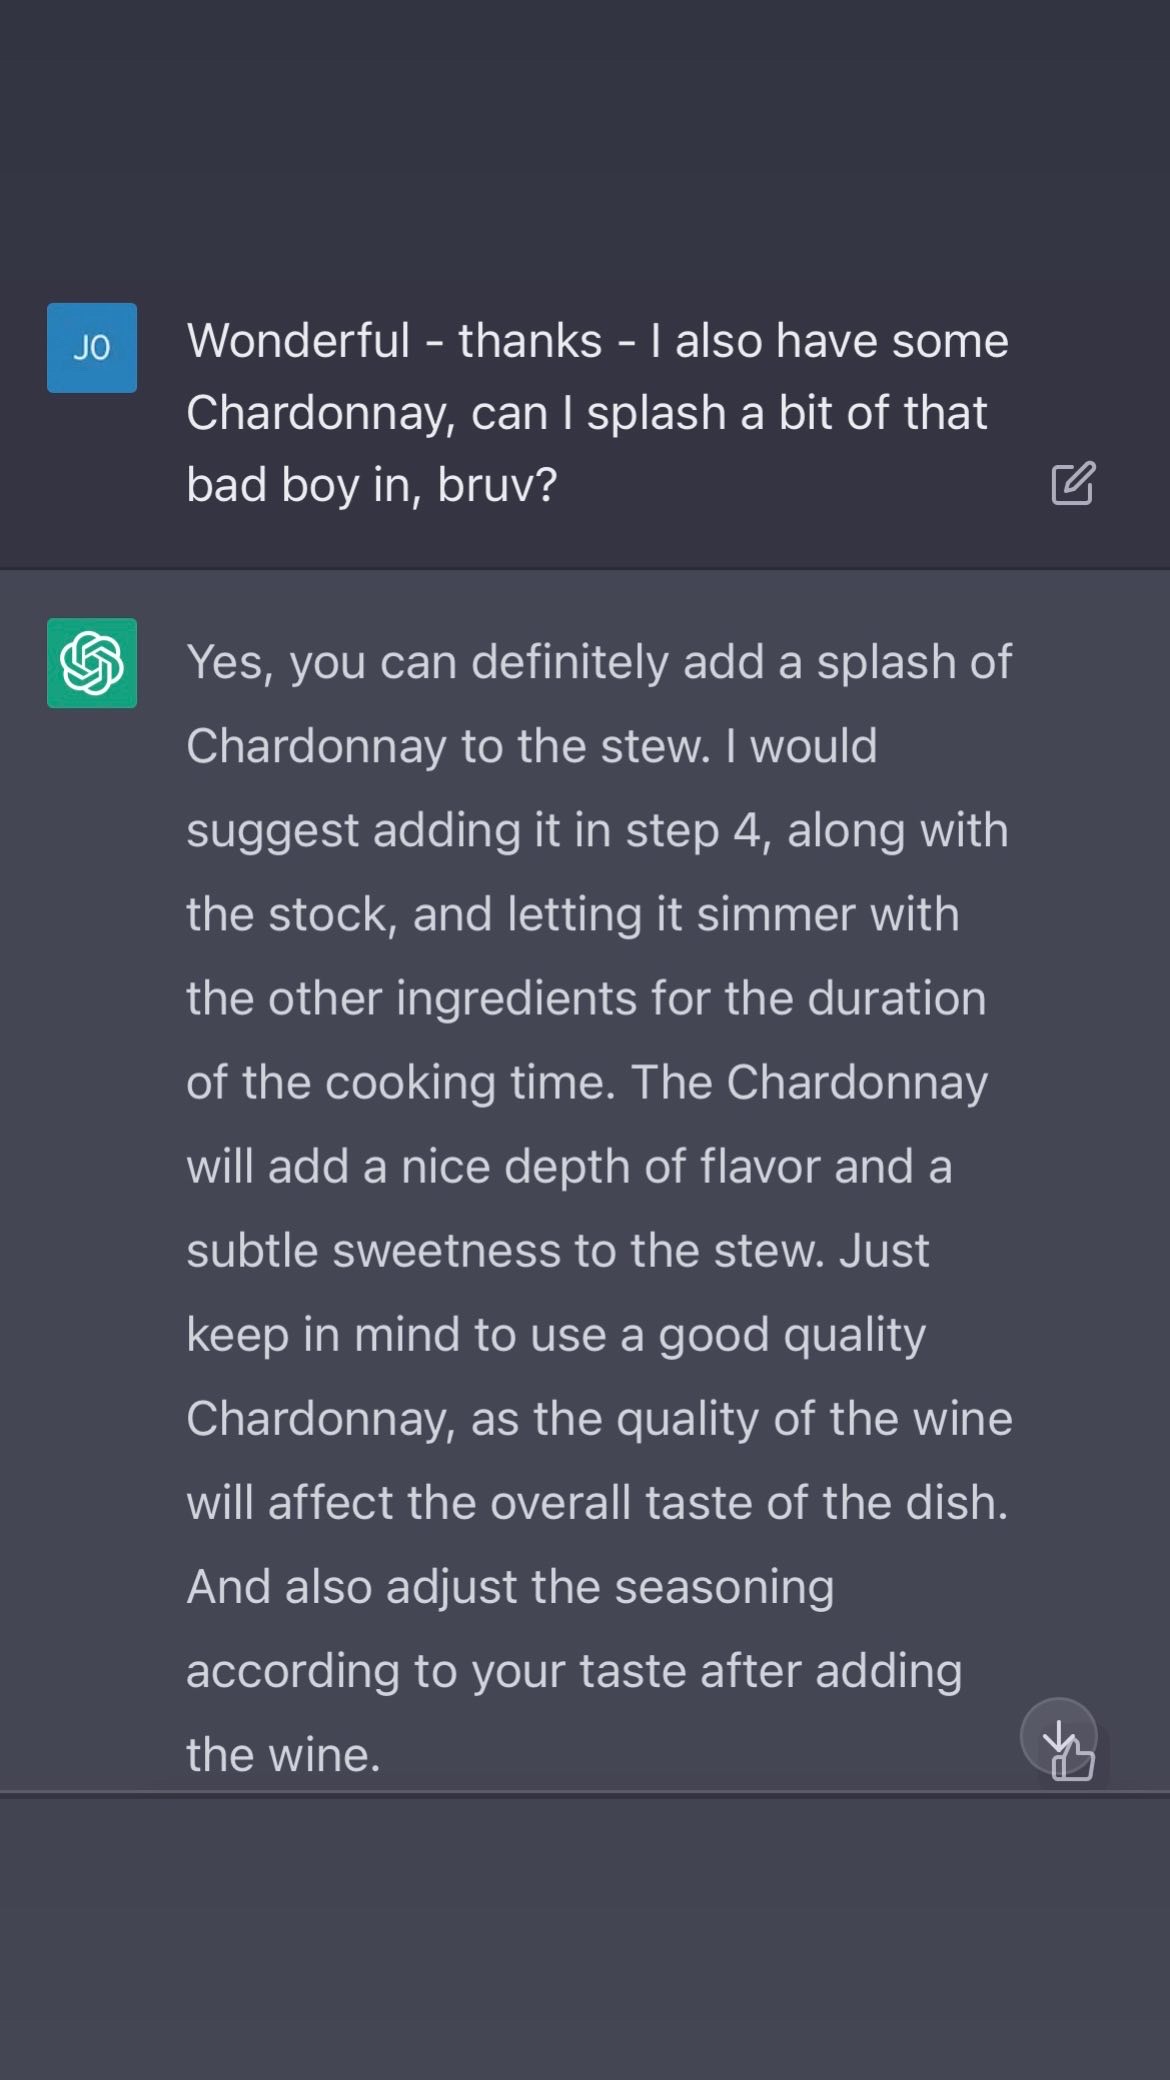 JO
Wonderful - thanks - I also have some
Chardonnay, can I splash a bit of that
bad boy in, bruv?
Yes, you can definitely add a splash of
Chardonnay to the stew. I would
suggest adding it in step 4, along with
the stock, and letting it simmer with
the other ingredients for the duration
of the cooking time. The Chardonnay
will add a nice depth of flavor and a
subtle sweetness to the stew. Just
keep in mind to use a good quality
Chardonnay, as the quality of the wine
will affect the overall taste of the dish.
And also adjust the seasoning
according to your taste after adding
the wine.